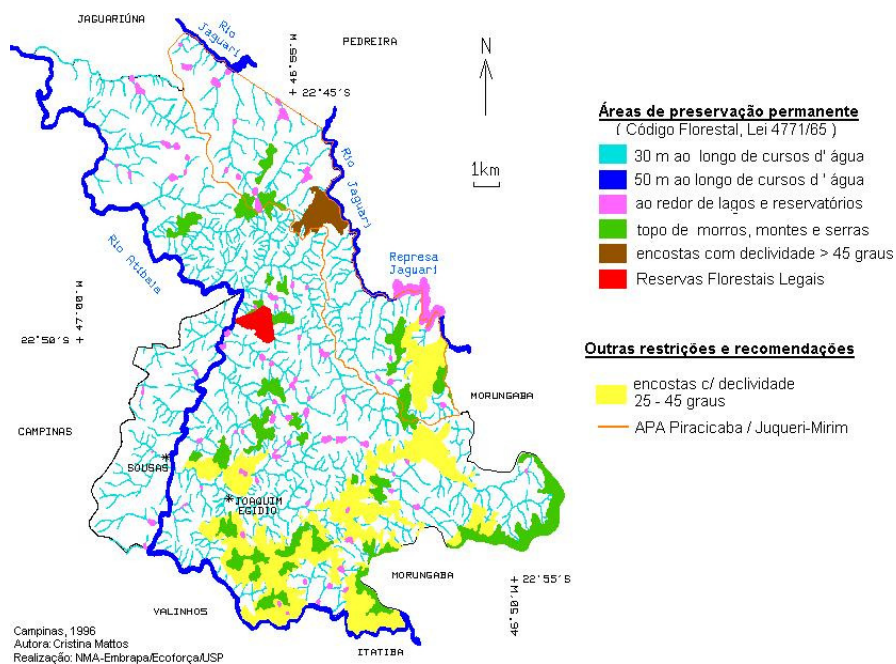 JAGUARIÚNA
Rio
Jaguari
PEDREIRA
46°55'W
22°45'S
N
1km
Rio Jaguari
Rio Atibaia
Represa
Jaguari
47°00'W
22°50'S
MORUNGABA
CAMPINAS
SOUSAS
JOAQUIM
EGIDIO
MORUNGABA
46°50'W
22°55'S
VALINHOS
ITATIBA
Campinas, 1996
Autora: Cristina Mattos
Realização: NMA-Embrapa/Ecoforça/USP
Áreas de preservação permanente
( Código Florestal, Lei 4771/65 )
30 m ao longo de cursos d' água
50 m ao longo de cursos d ' água
ao redor de lagos e reservatórios
topo de morros, montes e serras
encostas com declividade > 45 graus
Reservas Florestais Legais
Outras restrições e recomendações
encostas c/ declividade
25 - 45 graus
APA Piracicaba / Juqueri-Mirim